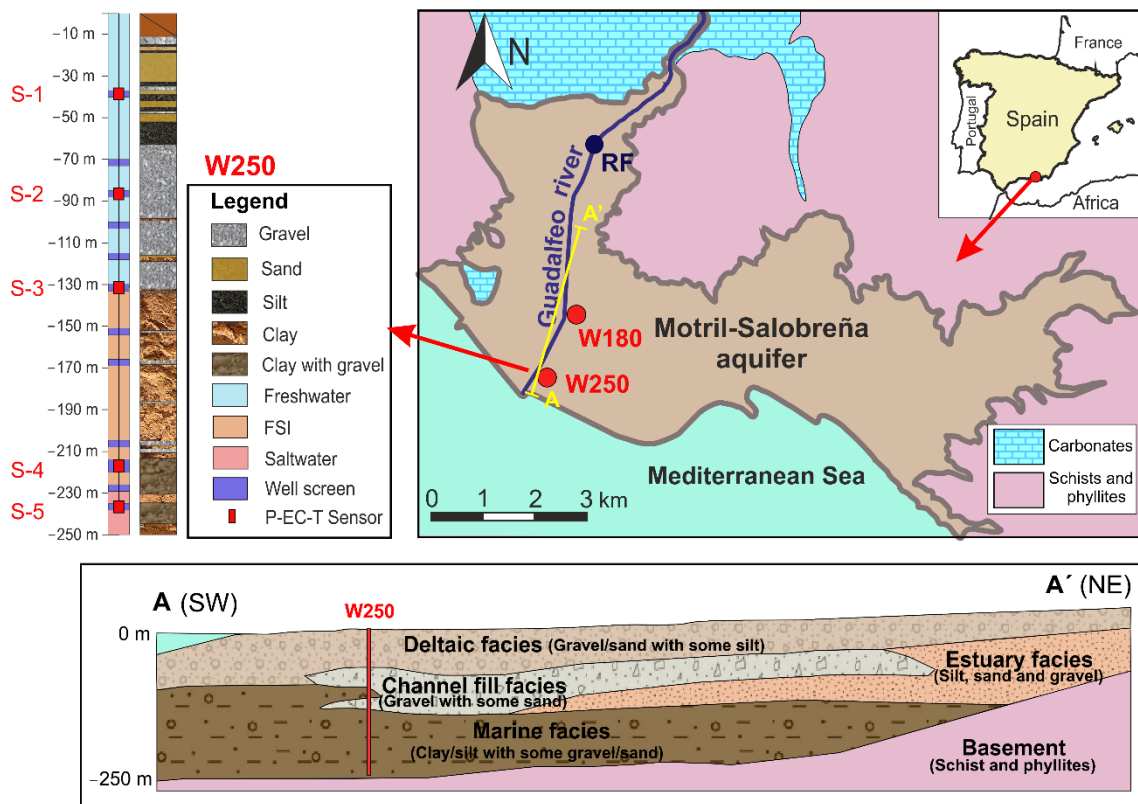 −10 m
−30 m
−50 m
−70 m
−90 m
−110 m
−130 m
−150 m
−170 m
−190 m
−210 m
−230 m
−250 m
S-1
S-2
S-3
S-4
S-5
W250
Legend
Gravel
Sand
Silt
Clay
Clay with gravel
Freshwater
FSI
Saltwater
Well screen
P-EC-T Sensor
N
RF
Guadalfeo river
A'
A
W180
W250
Motril-Salobreña
aquifer
Mediterranean Sea
0 1 2 3 km
France
Portugal
Spain
Africa
Carbonates
Schists and
phyllites
A (SW)
A´ (NE)
W250
0 m
−250 m
Deltaic facies (Gravel/sand with some silt)
Channel fill facies
(Gravel with some sand)
Estuary facies
(Silt, sand and gravel)
Marine facies
(Clay/silt with some gravel/sand)
Basement
(Schist and phyllites)